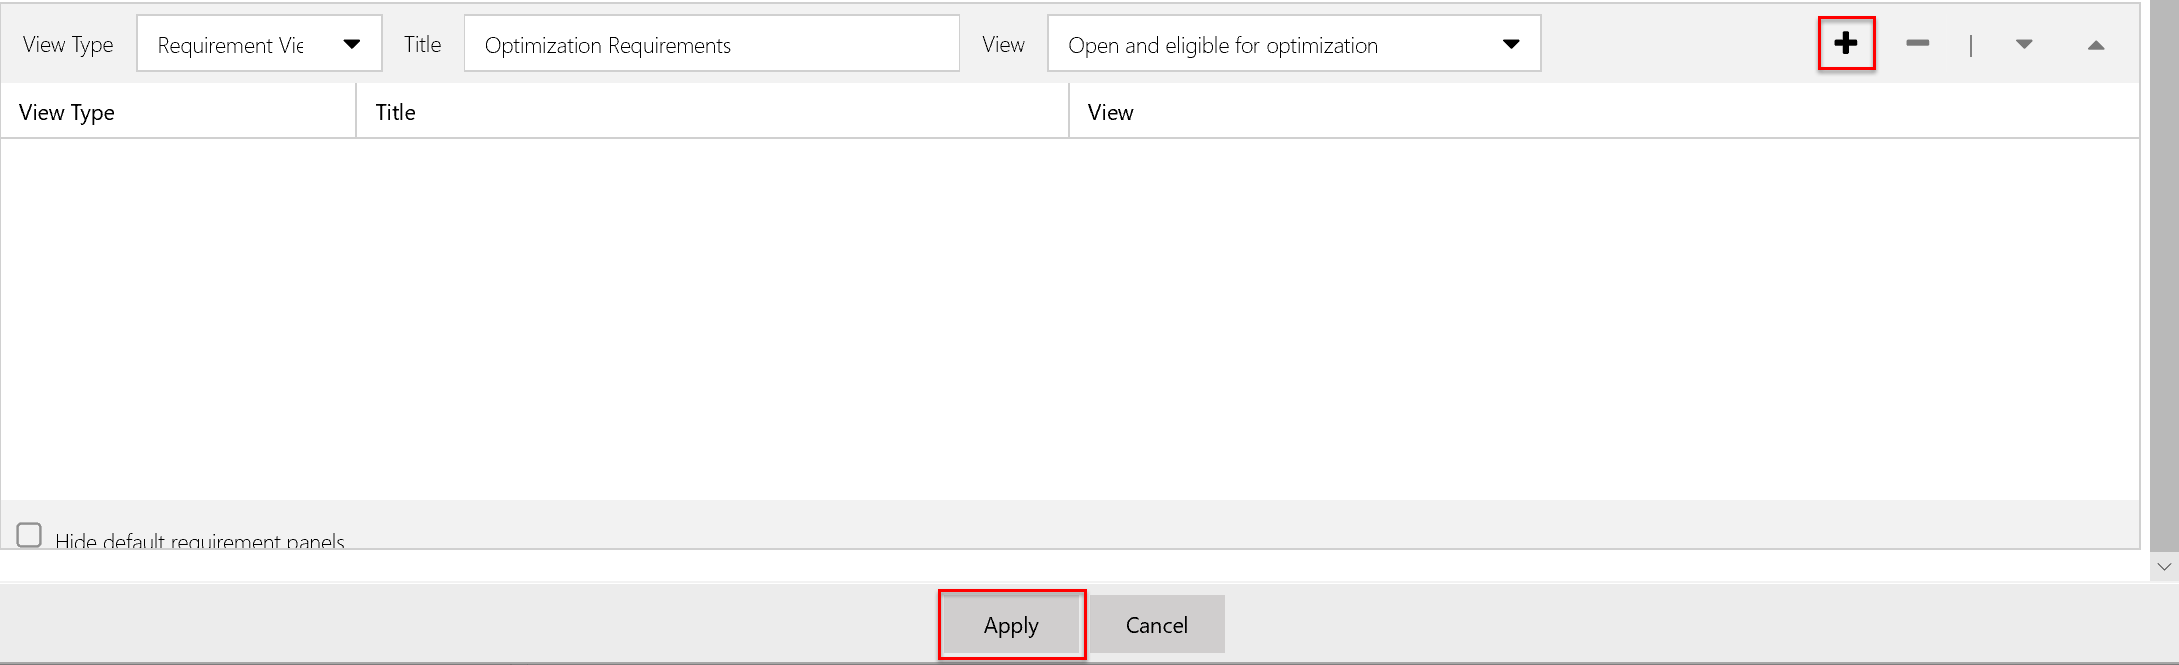 View Type Requirement Vie Title Optimization Requirements View Open and eligible for optimization
View Type Title View
Hide default requirement panels
Apply Cancel